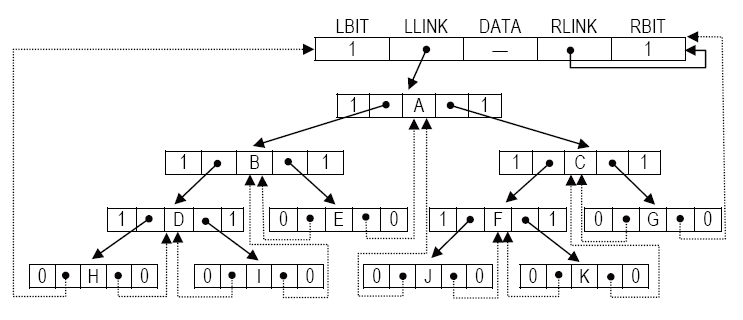 LBIT LLINK DATA RLINK RBIT
1 — 1
1 A 1
1 B 1 1 C 1
1 D 1 0 E 0 1 F 1 0 G 0
0 H 0 0 I 0 0 J 0 0 K 0